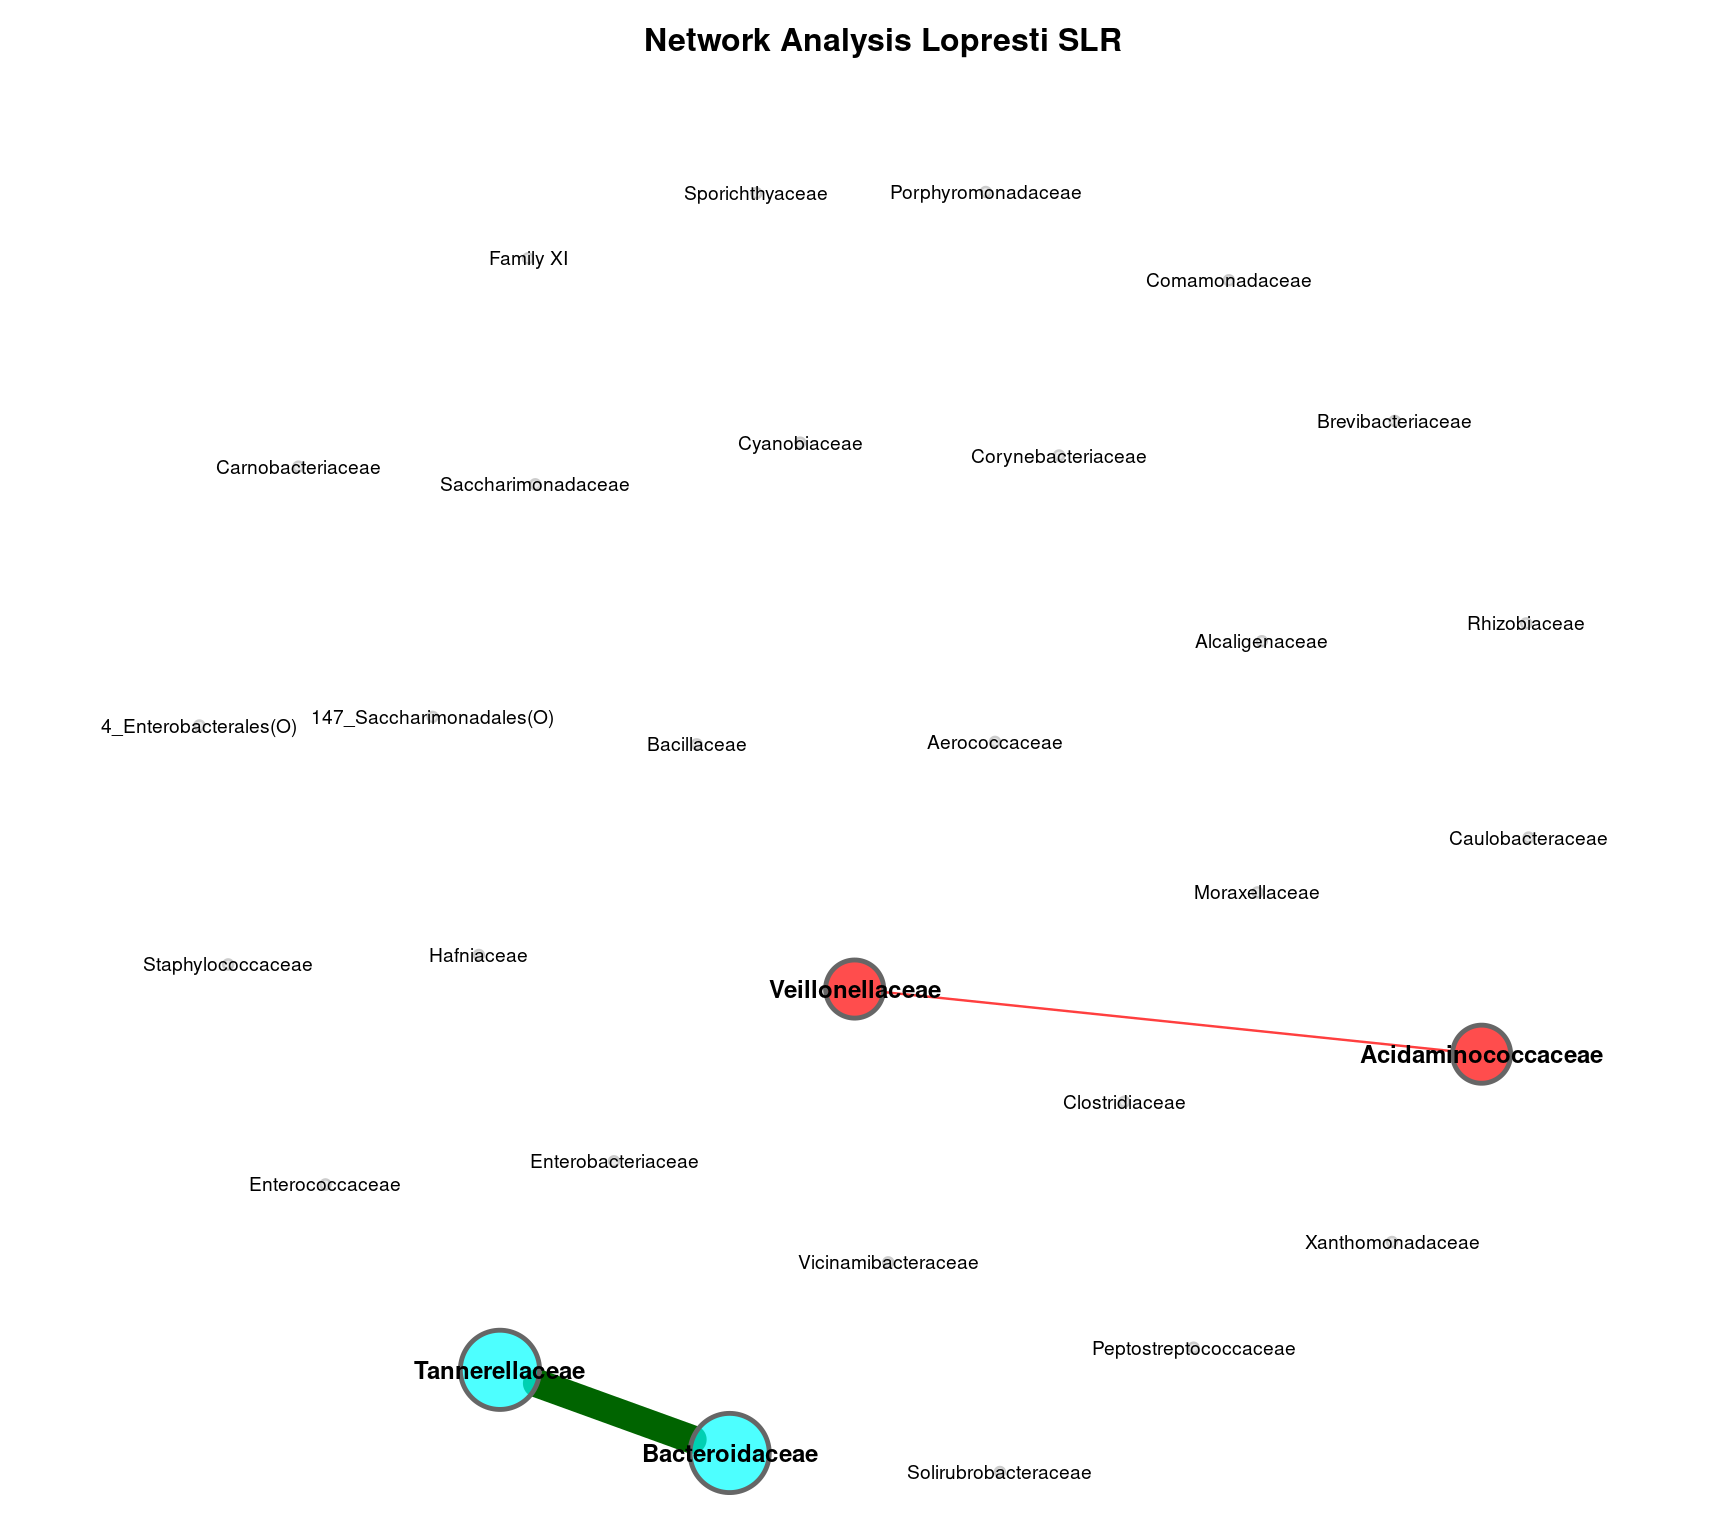 Network Analysis Lopresti SLR
Sporichthyaceae
Porphyromonadaceae
Family XI
Comamonadaceae
Brevibacteriaceae
Cyanobiaceae
Corynebacteriaceae
Carnobacteriaceae
Saccharimonadaceae
Rhizobiaceae
Alcaligenaceae
4_Enterobacterales(O)
147_Saccharimonadales(O)
Bacillaceae
Aerococcaceae
Caulobacteraceae
Moraxellaceae
Staphylococcaceae
Hafniaceae
Veillonellaceae
Acidaminococcaceae
Clostridiaceae
Enterobacteriaceae
Enterococcaceae
Xanthomonadaceae
Vicinamibacteraceae
Peptostreptococcaceae
Tannerellaceae
Bacteroidaceae
Solirubrobacteraceae